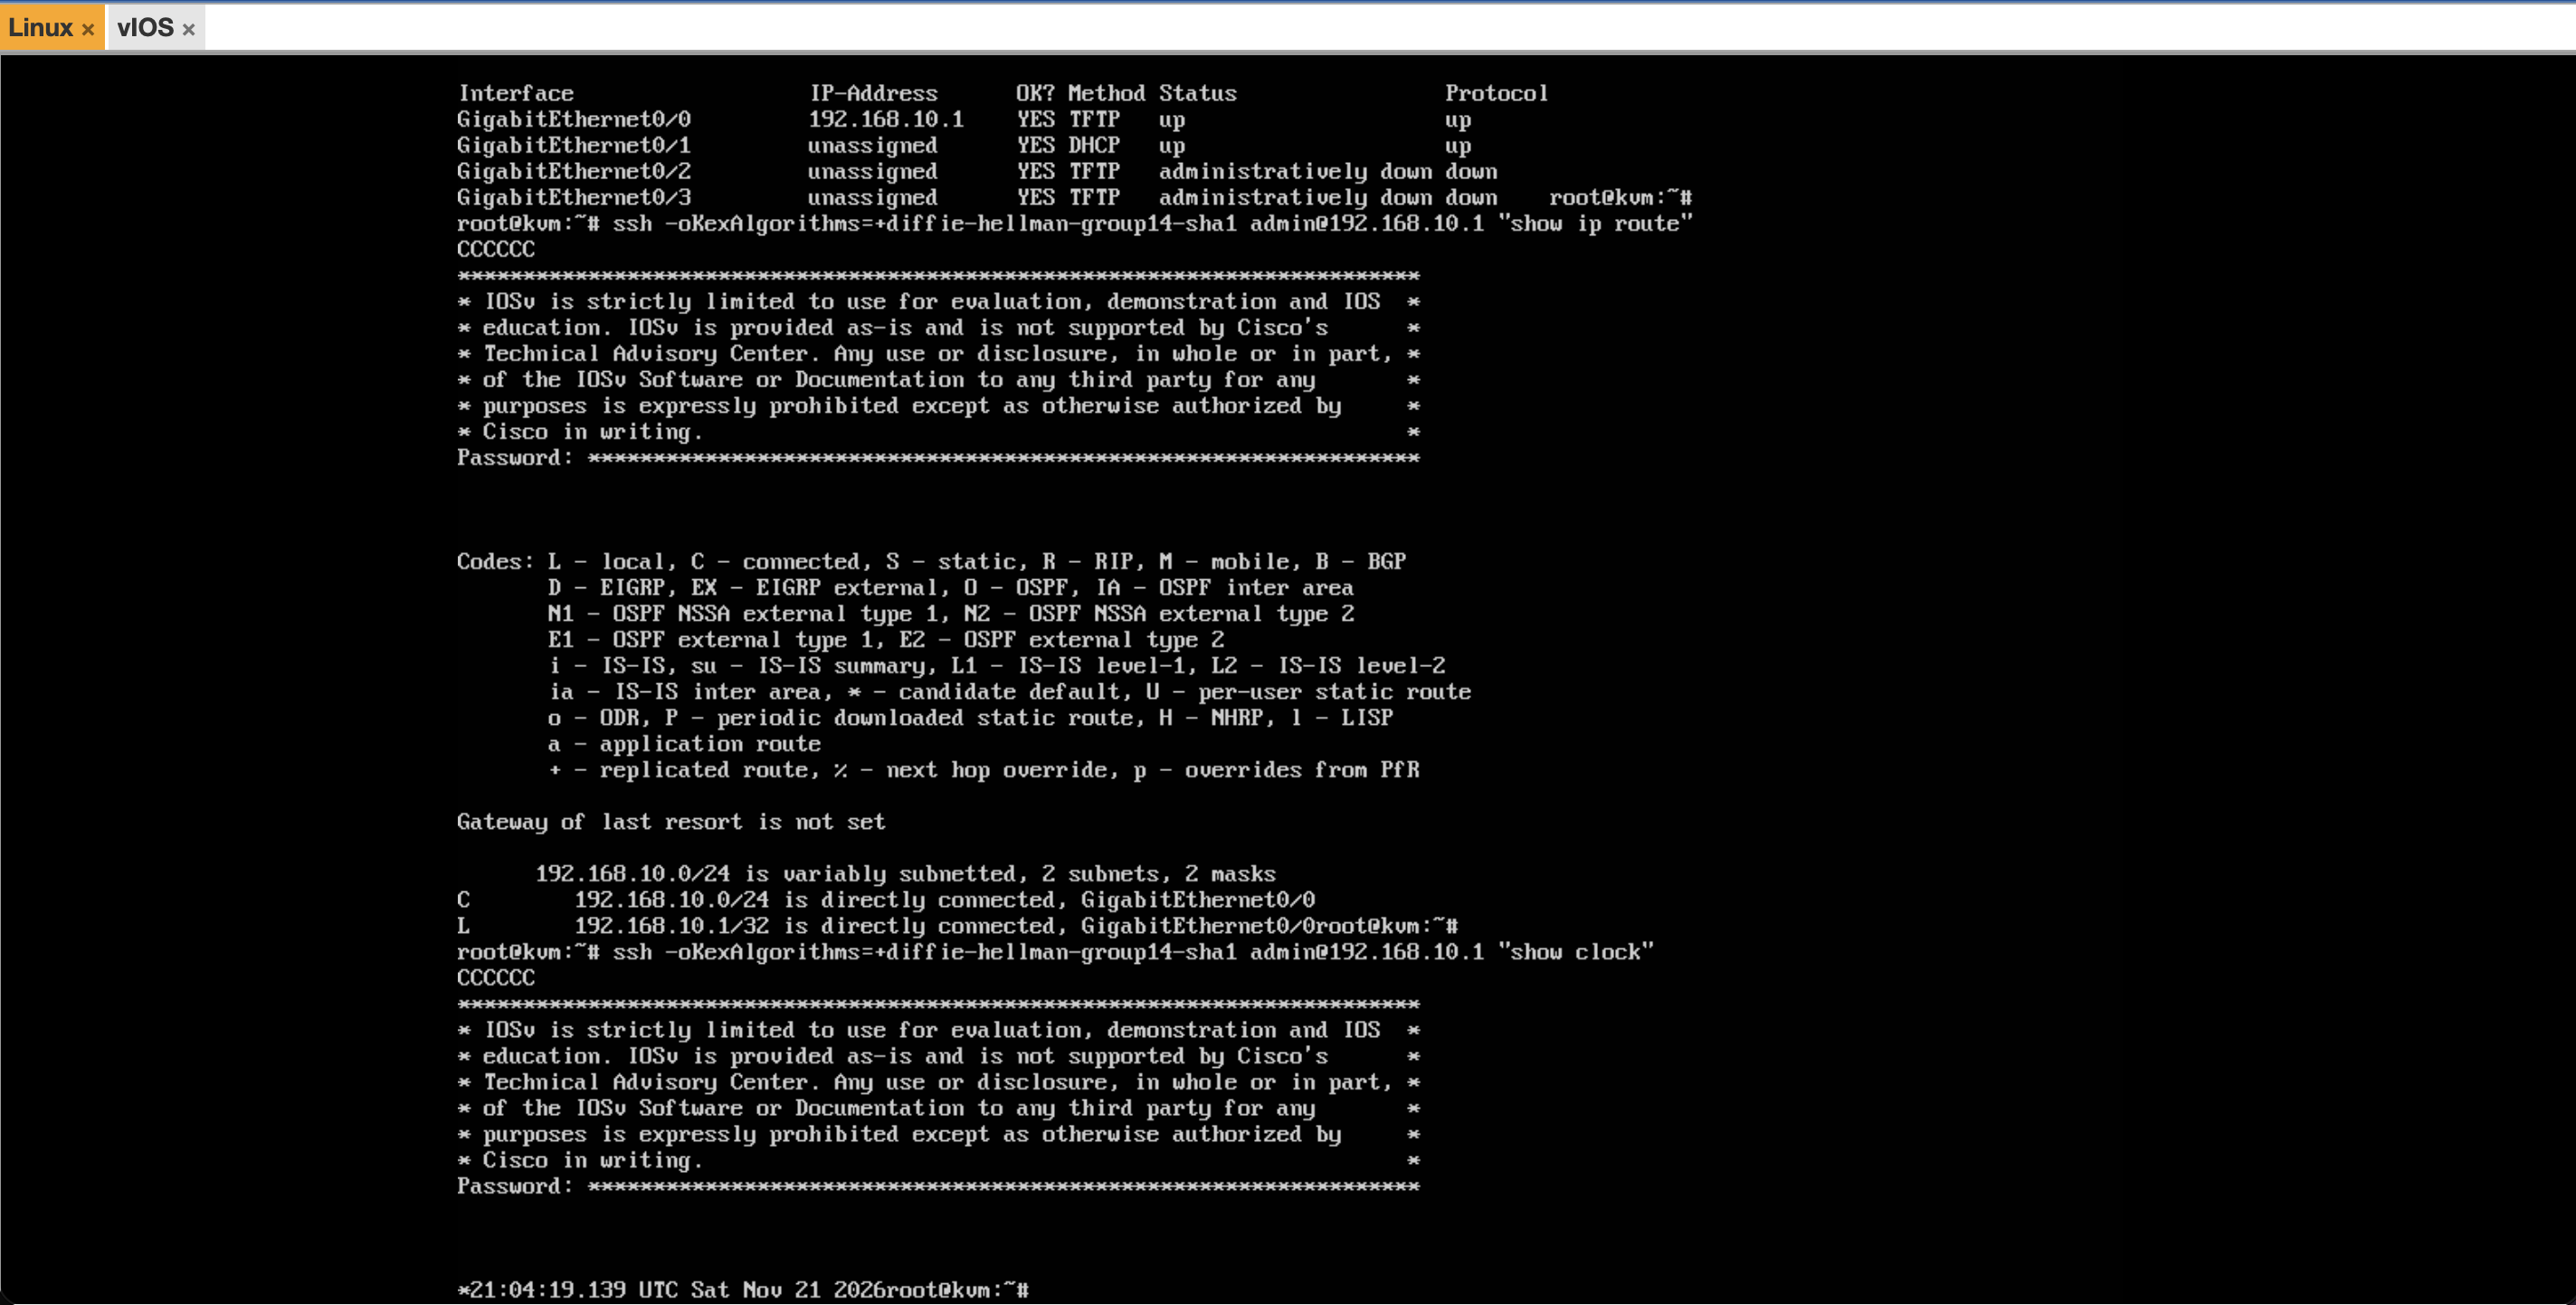 Linux × vIOS ×
Interface                  IP-Address      OK? Method Status                Protocol
GigabitEthernet0/0         192.168.10.1    YES TFTP   up                    up
GigabitEthernet0/1         unassigned      YES DHCP   up                    up
GigabitEthernet0/2         unassigned      YES TFTP   administratively down down
GigabitEthernet0/3         unassigned      YES TFTP   administratively down down    root@kvm:~#
root@kvm:~# ssh -oKexAlgorithms=+diffie-hellman-group14-sha1 admin@192.168.10.1 "show ip route"
CCCCCC
**************************************************************************
* IOSv is strictly limited to use for evaluation, demonstration and IOS  *
* education. IOSv is provided as-is and is not supported by Cisco's      *
* Technical Advisory Center. Any use or disclosure, in whole or in part, *
* of the IOSv Software or Documentation to any third party for any       *
* purposes is expressly prohibited except as otherwise authorized by     *
* Cisco in writing.                                                      *
Password: ****************************************************************
Codes: L - local, C - connected, S - static, R - RIP, M - mobile, B - BGP
       D - EIGRP, EX - EIGRP external, O - OSPF, IA - OSPF inter area
       N1 - OSPF NSSA external type 1, N2 - OSPF NSSA external type 2
       E1 - OSPF external type 1, E2 - OSPF external type 2
       i - IS-IS, su - IS-IS summary, L1 - IS-IS level-1, L2 - IS-IS level-2
       ia - IS-IS inter area, * - candidate default, U - per-user static route
       o - ODR, P - periodic downloaded static route, H - NHRP, l - LISP
       a - application route
       + - replicated route, % - next hop override, p - overrides from PfR
Gateway of last resort is not set
      192.168.10.0/24 is variably subnetted, 2 subnets, 2 masks
C        192.168.10.0/24 is directly connected, GigabitEthernet0/0
L        192.168.10.1/32 is directly connected, GigabitEthernet0/0root@kvm:~#
root@kvm:~# ssh -oKexAlgorithms=+diffie-hellman-group14-sha1 admin@192.168.10.1 "show clock"
CCCCCC
**************************************************************************
* IOSv is strictly limited to use for evaluation, demonstration and IOS  *
* education. IOSv is provided as-is and is not supported by Cisco's      *
* Technical Advisory Center. Any use or disclosure, in whole or in part, *
* of the IOSv Software or Documentation to any third party for any       *
* purposes is expressly prohibited except as otherwise authorized by     *
* Cisco in writing.                                                      *
Password: ****************************************************************
*21:04:19.139 UTC Sat Nov 21 2026root@kvm:~#